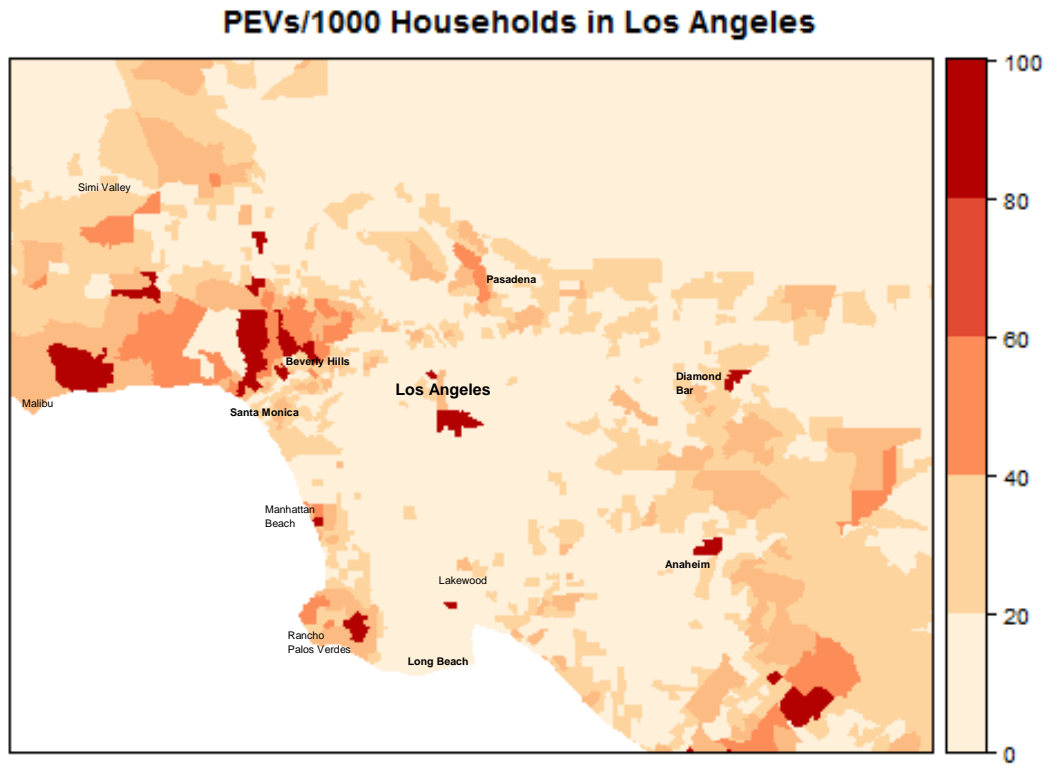 PEVs/1000 Households in Los Angeles
100
Simi Valley
80
Pasadena
60
Beverly Hills
Diamond
Bar
Los Angeles
Malibu
Santa Monica
40
Manhattan
Beach
Anaheim
Lakewood
20
Rancho
Palos Verdes
Long Beach
0